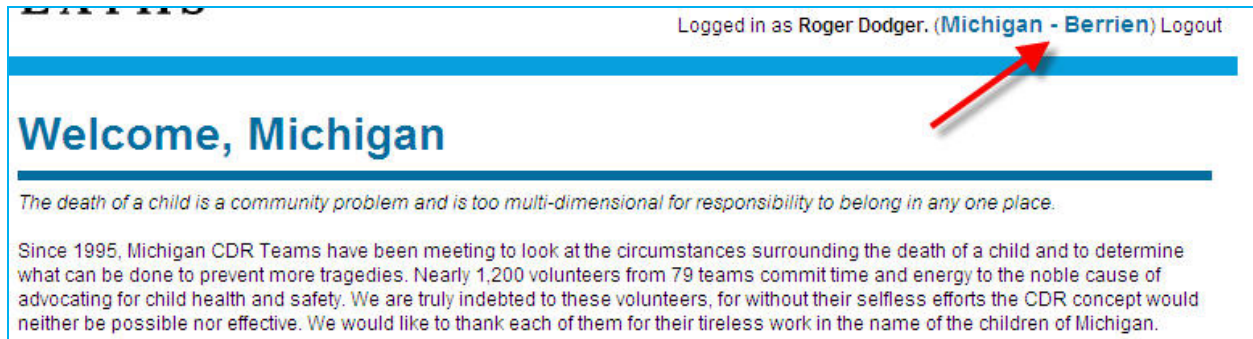 Logged in as Roger Dodger. (Michigan - Berrien) Logout
Welcome, Michigan
The death of a child is a community problem and is too multi-dimensional for responsibility to belong in any one place.
Since 1995, Michigan CDR Teams have been meeting to look at the circumstances surrounding the death of a child and to determine
what can be done to prevent more tragedies. Nearly 1,200 volunteers from 79 teams commit time and energy to the noble cause of
advocating for child health and safety. We are truly indebted to these volunteers, for without their selfless efforts the CDR concept would
neither be possible nor effective. We would like to thank each of them for their tireless work in the name of the children of Michigan.